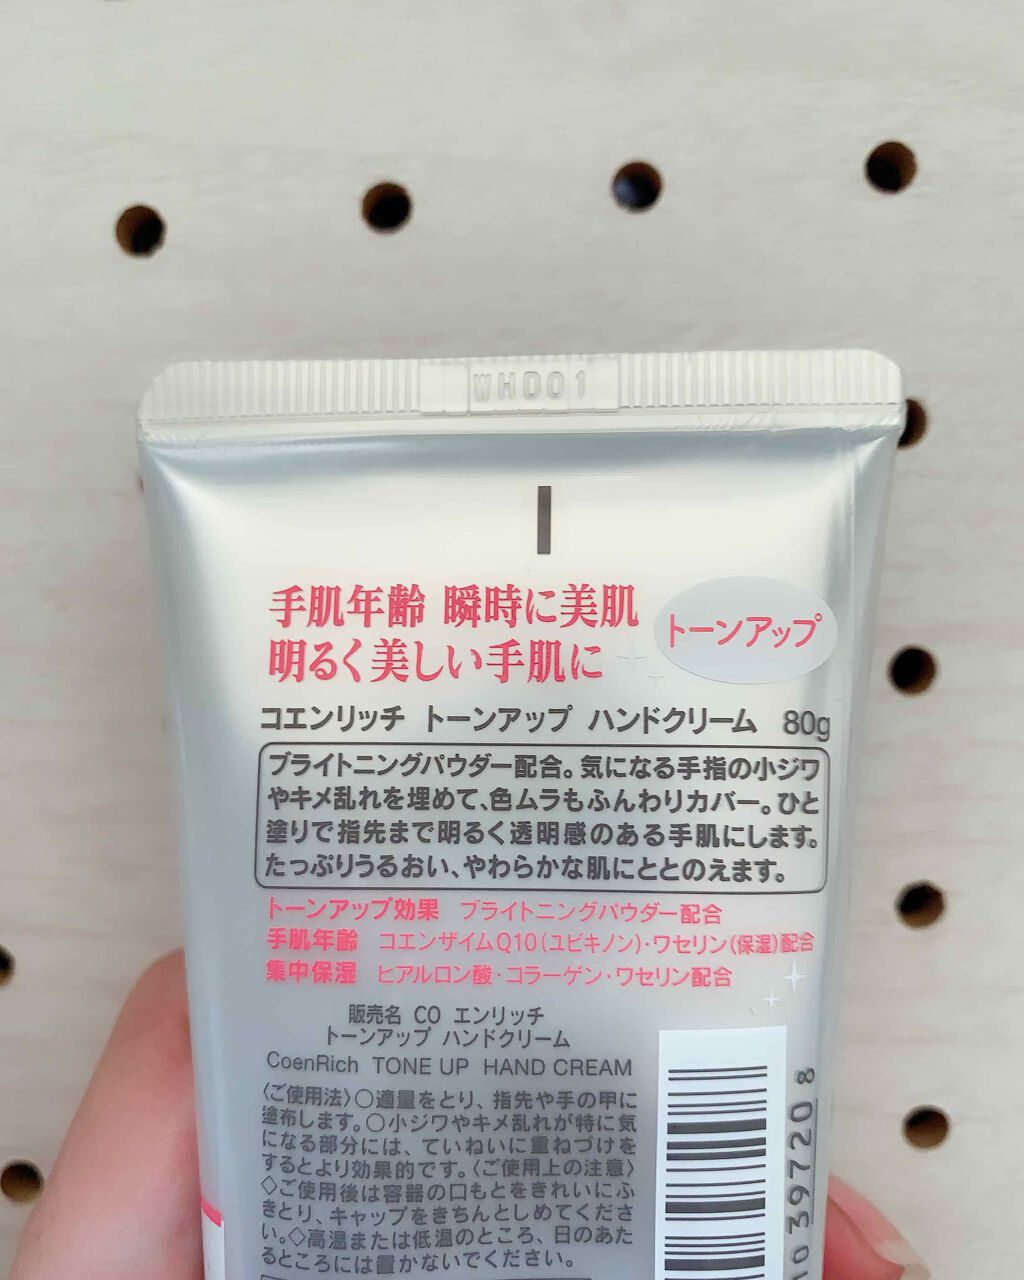 WHD01
手肌年齢 瞬時に美肌
明るく美しい手肌に
トーンアップ
コエンリッチ トーンアップ ハンドクリーム 80g
ブライトニングパウダー配合。気になる手指の小ジワ
やキメ乱れを埋めて、色ムラもふんわりカバー。ひと
塗りで指先まで明るく透明感のある手肌にします。
たっぷりうるおい、やわらかな肌にととのえます。
トーンアップ効果 ブライトニングパウダー配合
手肌年齢 コエンザイムQ10(ユビキノン)・ワセリン(保湿)配合
集中保湿 ヒアルロン酸・コラーゲン・ワセリン配合
販売名 CO エンリッチ
トーンアップ ハンドクリーム
CoenRich TONE UP HAND CREAM
〈ご使用法〉○適量をとり、指先や手の甲に
塗布します。○小ジワやキメ乱れが特に気
になる部分には、ていねいに重ねづけを
するとより効果的です。〈ご使用上の注意〉
◇ご使用後は容器の口もとをきれいにふ
きとり、キャップをきちんとしめてくださ
い。◇高温または低温のところ、日のあた
るところには置かないでください。
10 39720 8